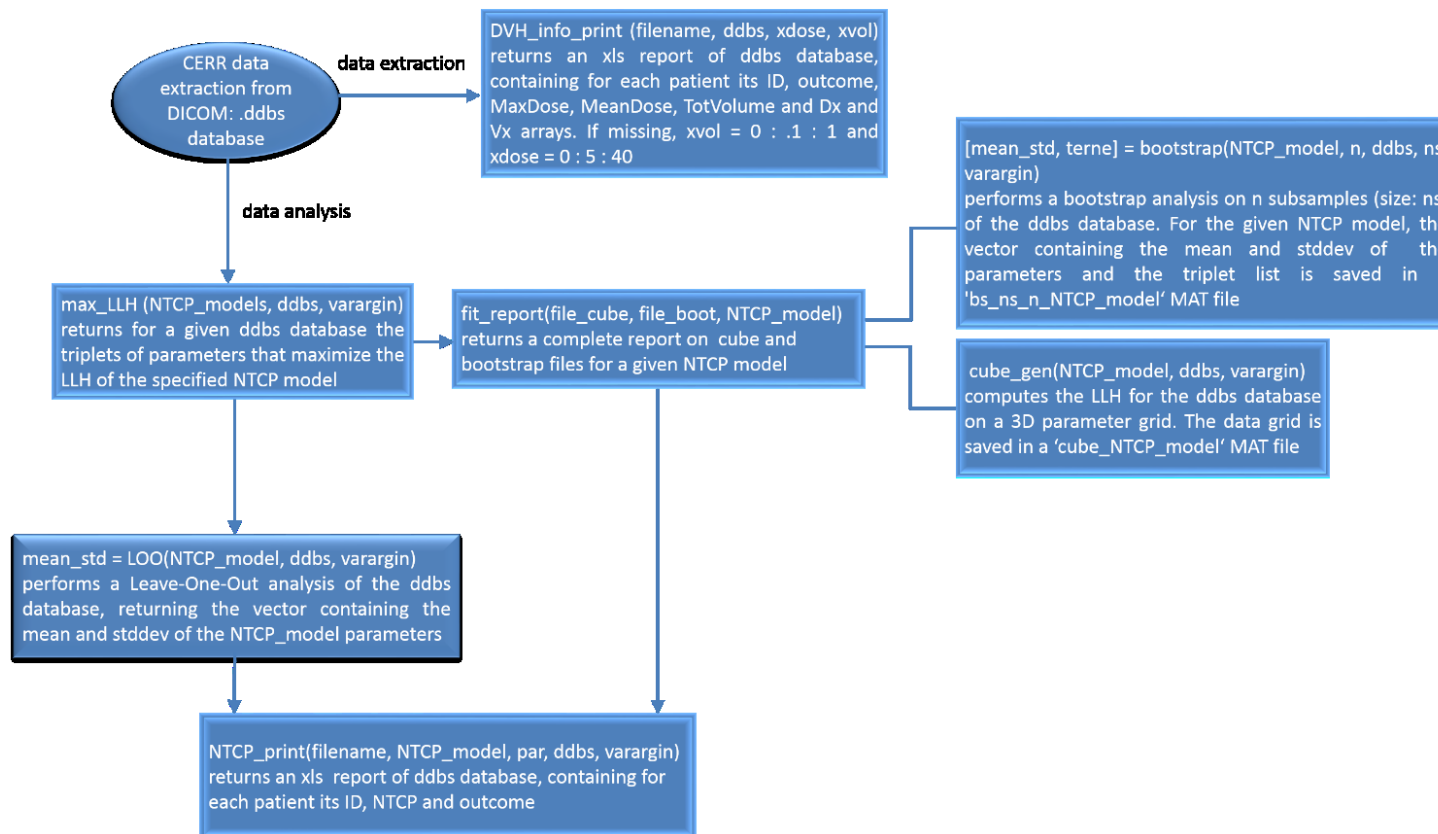 CERR data
extraction from
DICOM: .ddbs
database
data extraction
DVH_info_print (filename, ddbs, xdose, xvol)
returns an xls report of ddbs database,
containing for each patient its ID, outcome,
MaxDose, MeanDose, TotVolume and Dx and
Vx arrays. If missing, xvol = 0 : .1 : 1 and
xdose = 0 : 5 : 40
data analysis
[mean_std, terne] = bootstrap(NTCP_model, n, ddbs, ns
varargin)
performs a bootstrap analysis on n subsamples (size: ns
of the ddbs database. For the given NTCP model, th
vector containing the mean and stddev of th
parameters and the triplet list is saved in
'bs_ns_n_NTCP_model‘ MAT file
max_LLH (NTCP_models, ddbs, varargin)
returns for a given ddbs database the
triplets of parameters that maximize the
LLH of the specified NTCP model
fit_report(file_cube, file_boot, NTCP_model)
returns a complete report on cube and
bootstrap files for a given NTCP model
cube_gen(NTCP_model, ddbs, varargin)
computes the LLH for the ddbs database
on a 3D parameter grid. The data grid is
saved in a ‘cube_NTCP_model‘ MAT file
mean_std = LOO(NTCP_model, ddbs, varargin)
performs a Leave-One-Out analysis of the ddbs
database, returning the vector containing the
mean and stddev of the NTCP_model parameters
NTCP_print(filename, NTCP_model, par, ddbs, varargin)
returns an xls report of ddbs database, containing for
each patient its ID, NTCP and outcome